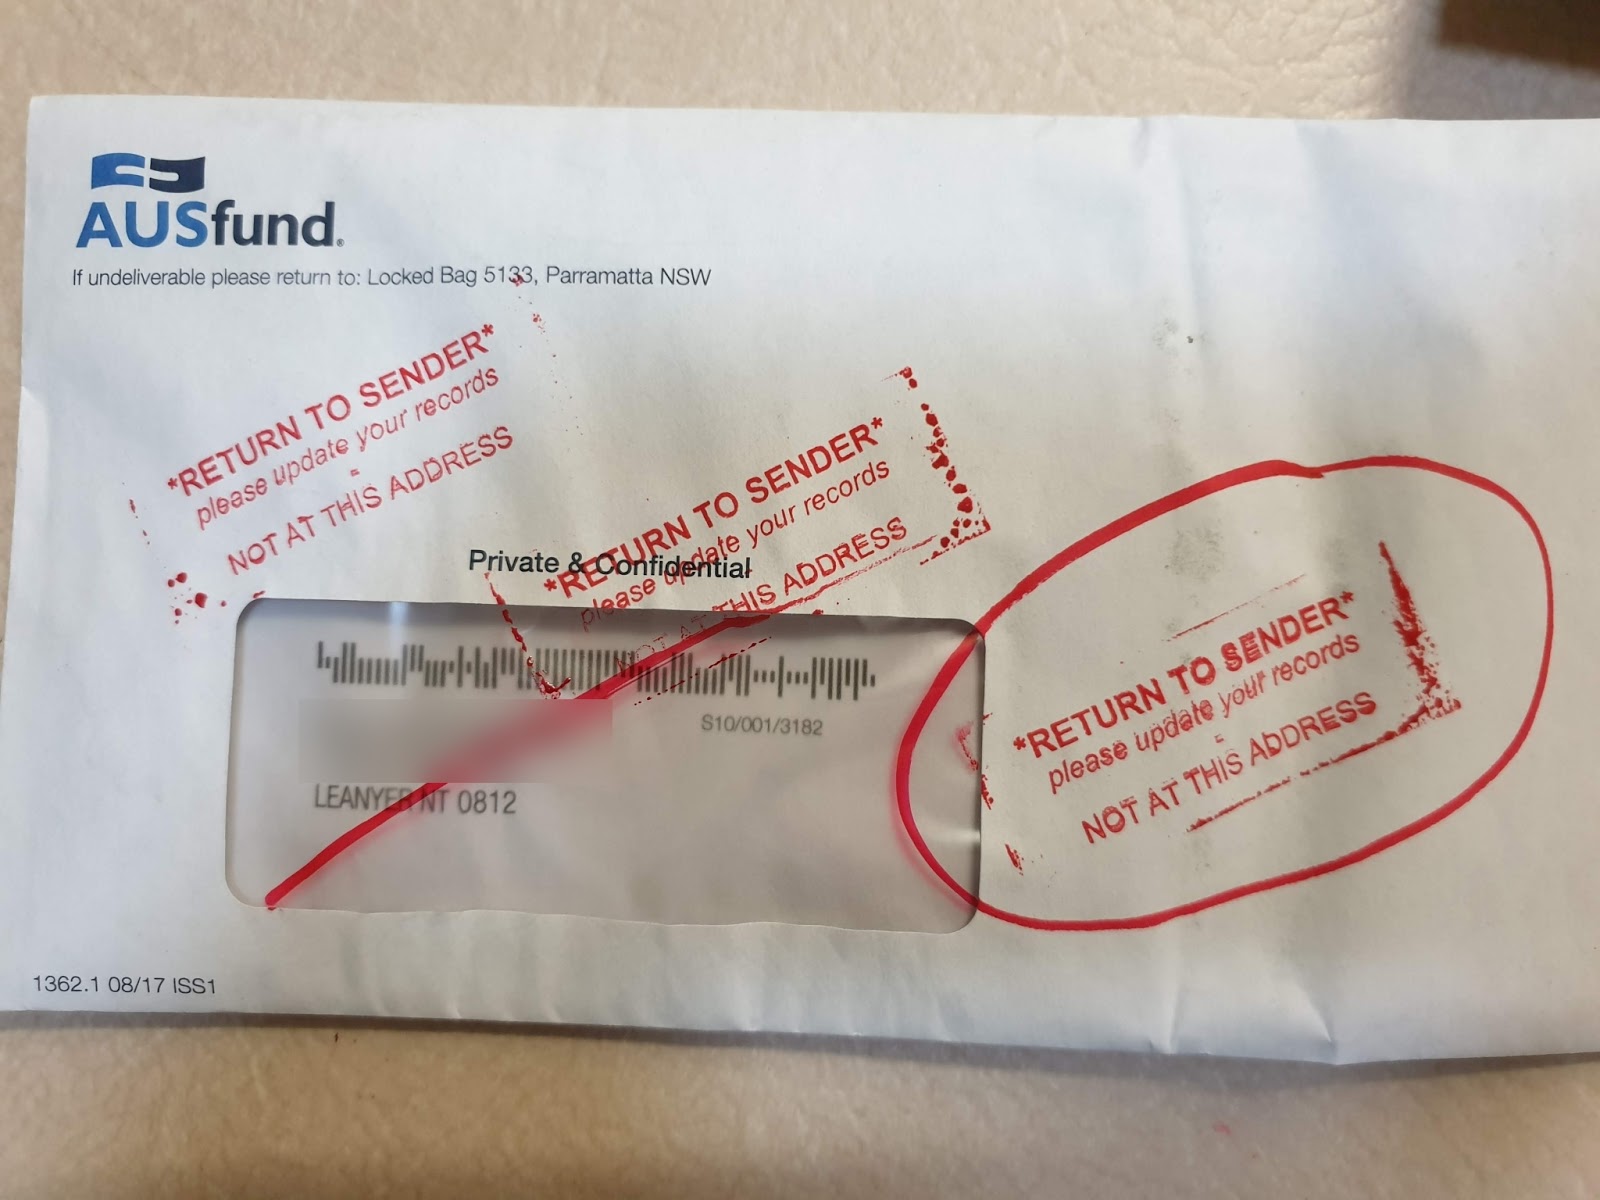 AUSfund®
If undeliverable please return to: Locked Bag 5133, Parramatta NSW
*RETURN TO SENDER*
please update your records
-
NOT AT THIS ADDRESS
*RETURN TO SENDER*
please update your records
NOT AT THIS ADDRESS
Private & Confidential
*RETURN TO SENDER*
please update your records
-
NOT AT THIS ADDRESS
S10/001/3182
LEANYER NT 0812
1362.1 08/17 ISS1